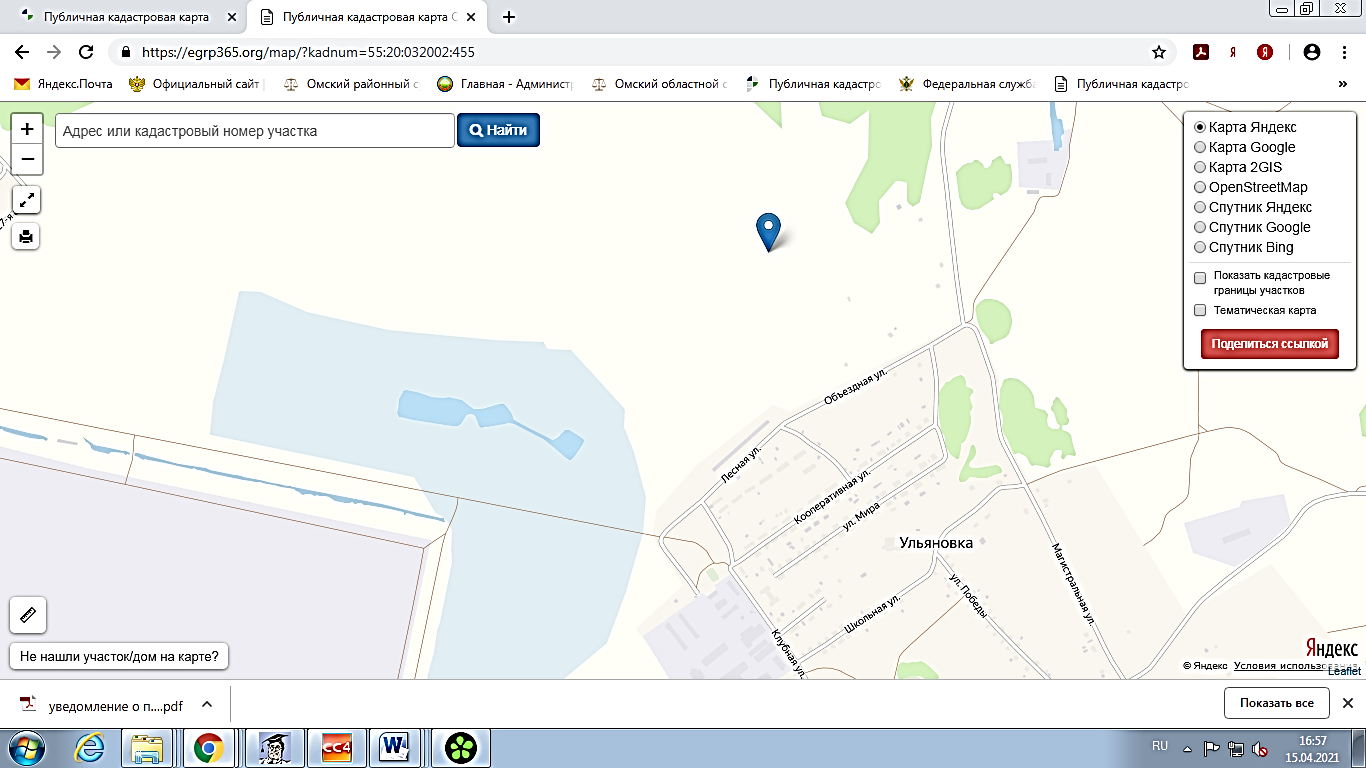 Публичная кадастровая карта
Публичная кадастровая карта С
https://egrp365.org/map/?kadnum=55:20:032002:455
Яндекс.Почта
Официальный сайт
Омский районный с
Главная - Админист
Омский областной с
Публичная кадастро
Федеральная служб
Публичная кадастро
»
+
−
Адрес или кадастровый номер участка
Найти
Карта Яндекс
Карта Google
Карта 2GIS
OpenStreetMap
Спутник Яндекс
Спутник Google
Спутник Bing
Показать кадастровые
границы участков
Тематическая карта
Поделиться ссылкой
Объездная ул.
Лесная ул.
Кооперативная ул.
ул. Мира
Ульяновка
Магистральная ул.
ул. Победы
Школьная ул.
Клубная ул.
Не нашли участок/дом на карте?
Яндекс
© Яндекс Условия использования
Leaflet
уведомление о п....pdf
Показать все
CC4
RU
16:57
15.04.2021